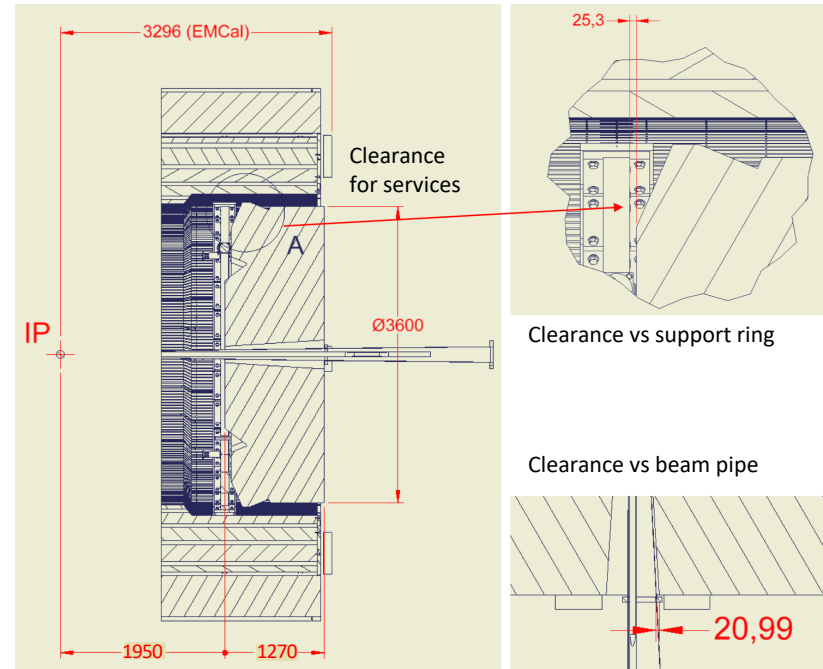 3296 (EMCal)
25,3
Clearance
for services
A
IP
Ø3600
Clearance vs support ring
Clearance vs beam pipe
20,99
1950
1270